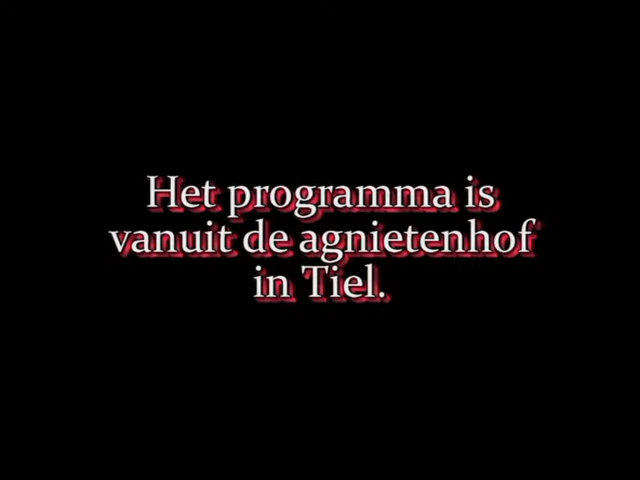 Het programma is
vanuit de agnietenhof
in Tiel.